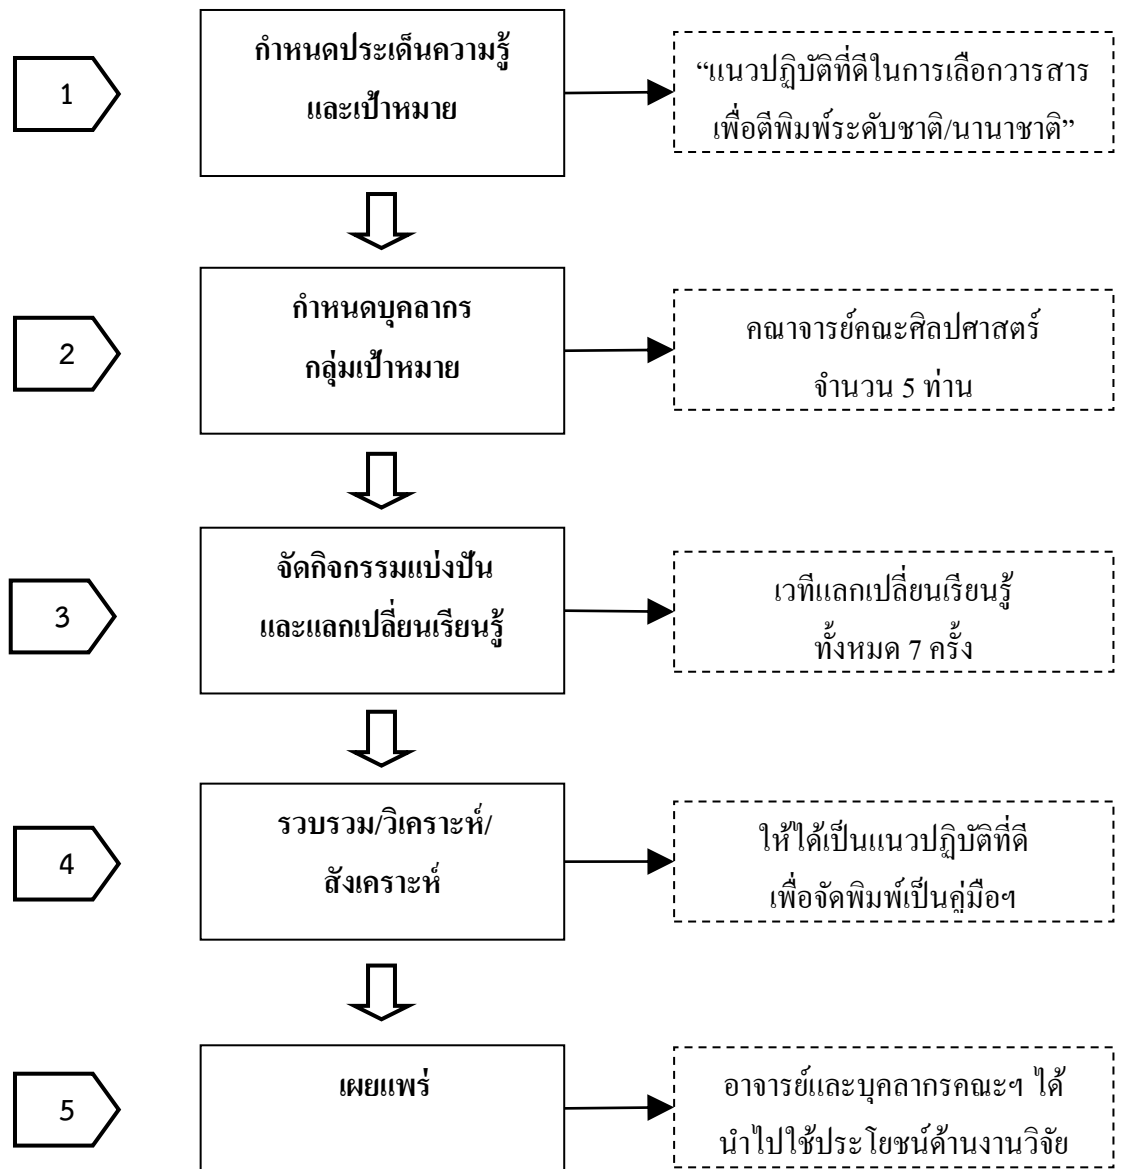 1
กำหนดประเด็นความรู้
และเป้าหมาย
“แนวปฏิบัติที่ดีในการเลือกวารสาร
เพื่อตีพิมพ์ระดับชาติ/นานาชาติ”
2
กำหนดบุคลากร
กลุ่มเป้าหมาย
คณาจารย์คณะศิลปศาสตร์
จำนวน 5 ท่าน
3
จัดกิจกรรมแบ่งปัน
และแลกเปลี่ยนเรียนรู้
เวทีแลกเปลี่ยนเรียนรู้
ทั้งหมด 7 ครั้ง
4
รวบรวม/วิเคราะห์/
สังเคราะห์
ให้ได้เป็นแนวปฏิบัติที่ดี
เพื่อจัดพิมพ์เป็นคู่มือฯ
5
เผยแพร่
อาจารย์และบุคลากรคณะฯ ได้
นำไปใช้ประโยชน์ด้านงานวิจัย